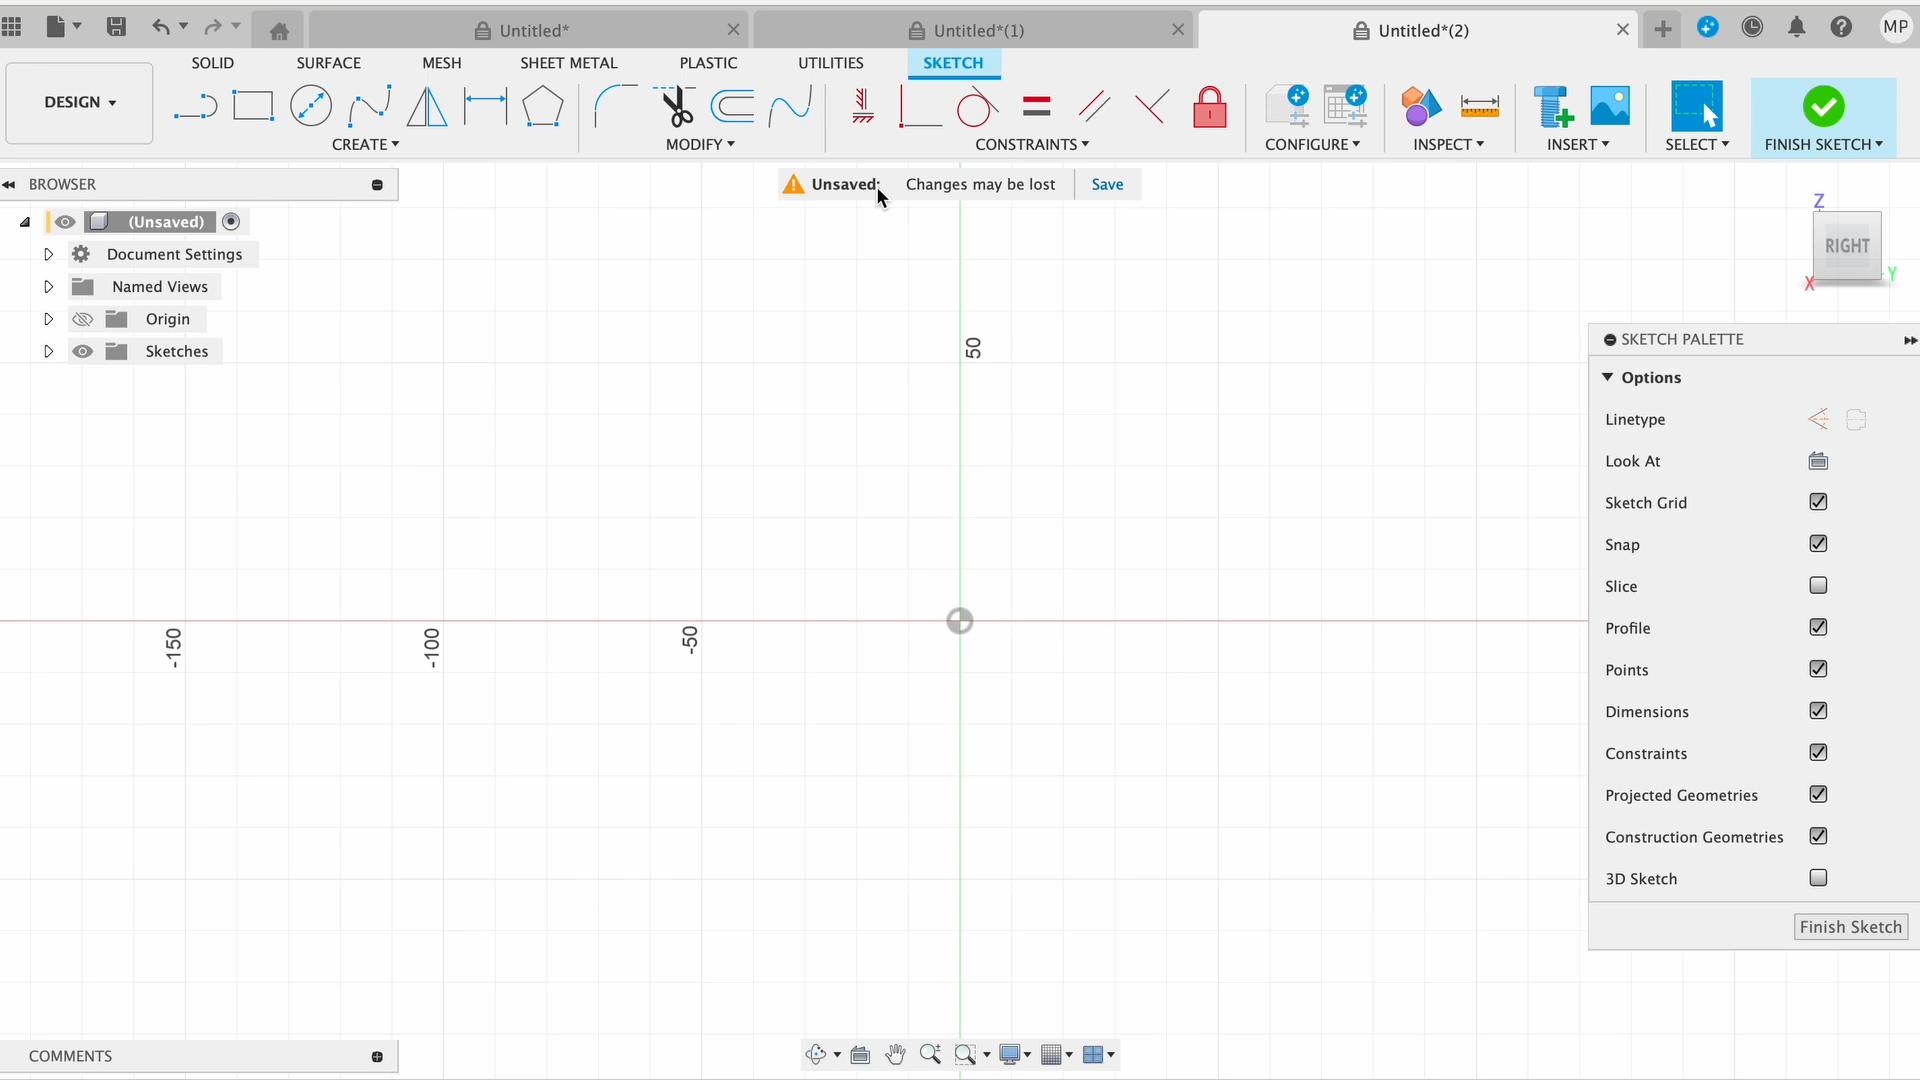 Untitled*
Untitled*(1)
Untitled*(2)
MP
SOLID
SURFACE
MESH
SHEET METAL
PLASTIC
UTILITIES
SKETCH
DESIGN
CREATE
MODIFY
CONSTRAINTS
CONFIGURE
INSPECT
INSERT
SELECT
FINISH SKETCH
BROWSER
Unsaved: Changes may be lost Save
(Unsaved)
Document Settings
Named Views
Origin
Sketches
Z
RIGHT
X
Y
50
-150
-100
-50
SKETCH PALETTE
Options
Linetype
Look At
Sketch Grid
Snap
Slice
Profile
Points
Dimensions
Constraints
Projected Geometries
Construction Geometries
3D Sketch
Finish Sketch
COMMENTS